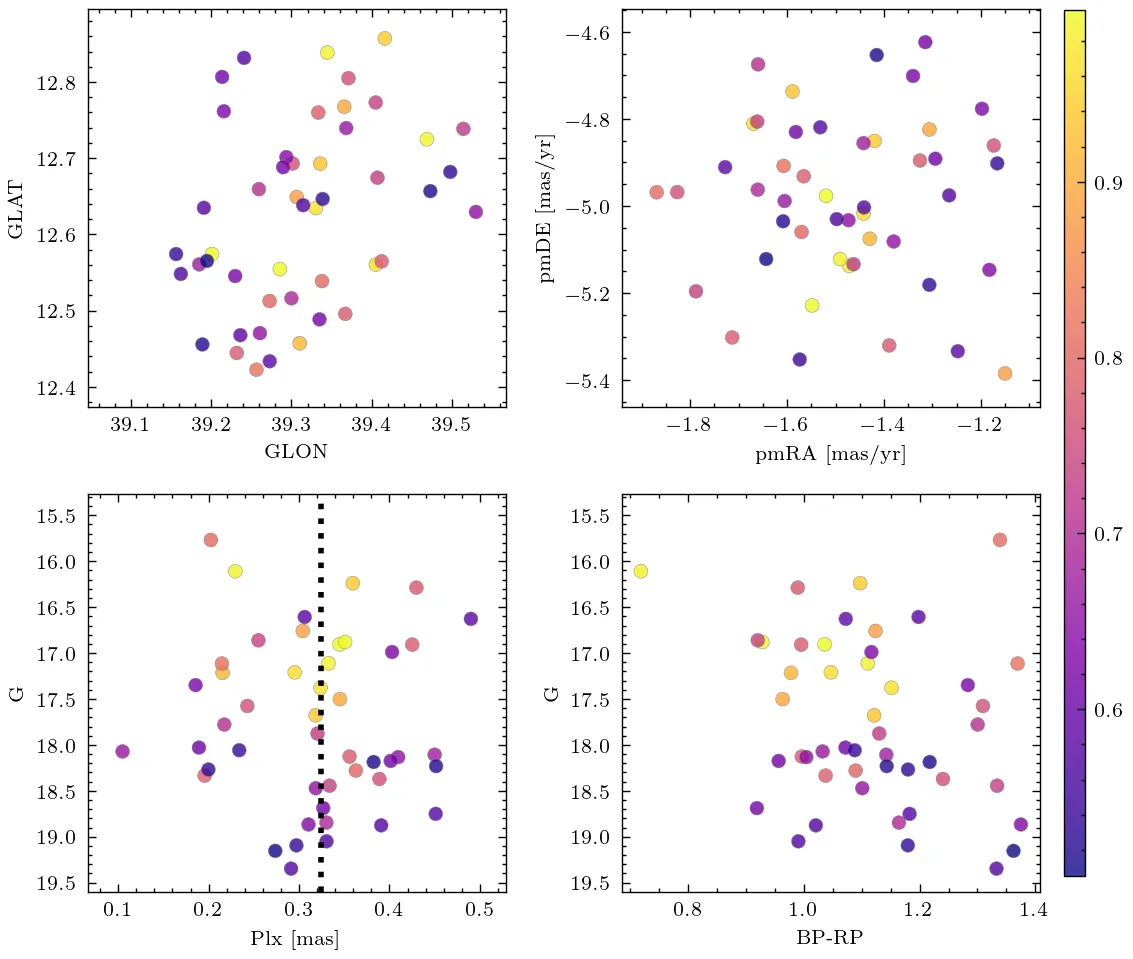 12.8
12.7
12.6
12.5
12.4
GLAT
39.1 39.2 39.3 39.4 39.5
GLON
−4.6
−4.8
−5.0
−5.2
−5.4
pmDE [mas/yr]
−1.8 −1.6 −1.4 −1.2
pmRA [mas/yr]
0.9
0.8
0.7
0.6
15.5
16.0
16.5
17.0
17.5
18.0
18.5
19.0
19.5
G
0.1 0.2 0.3 0.4 0.5
Plx [mas]
15.5
16.0
16.5
17.0
17.5
18.0
18.5
19.0
19.5
G
0.8 1.0 1.2 1.4
BP-RP